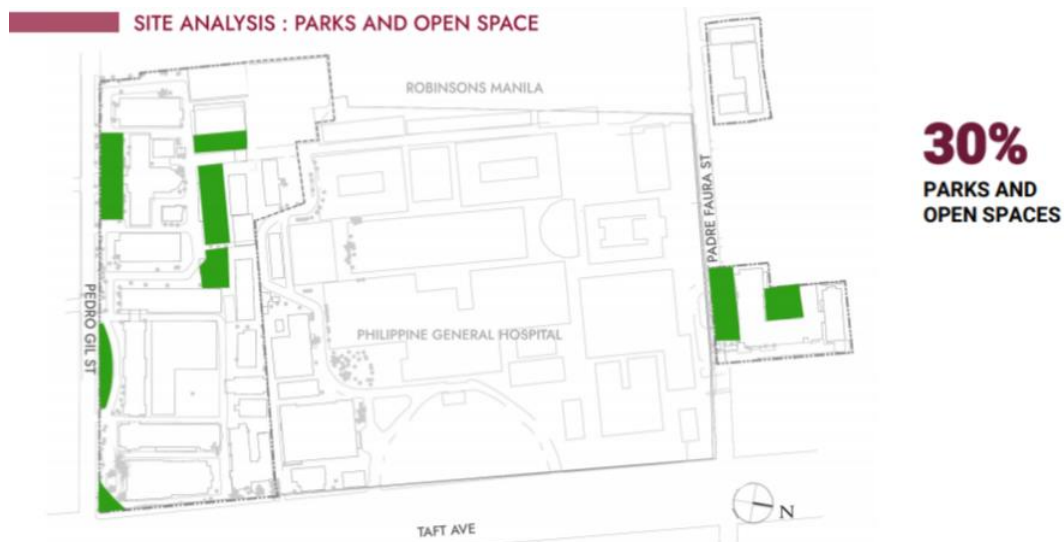 SITE ANALYSIS : PARKS AND OPEN SPACE
ROBINSONS MANILA
PADRE FAURA ST
PEDRO GIL ST
PHILIPPINE GENERAL HOSPITAL
TAFT AVE
N
30%
PARKS AND
OPEN SPACES